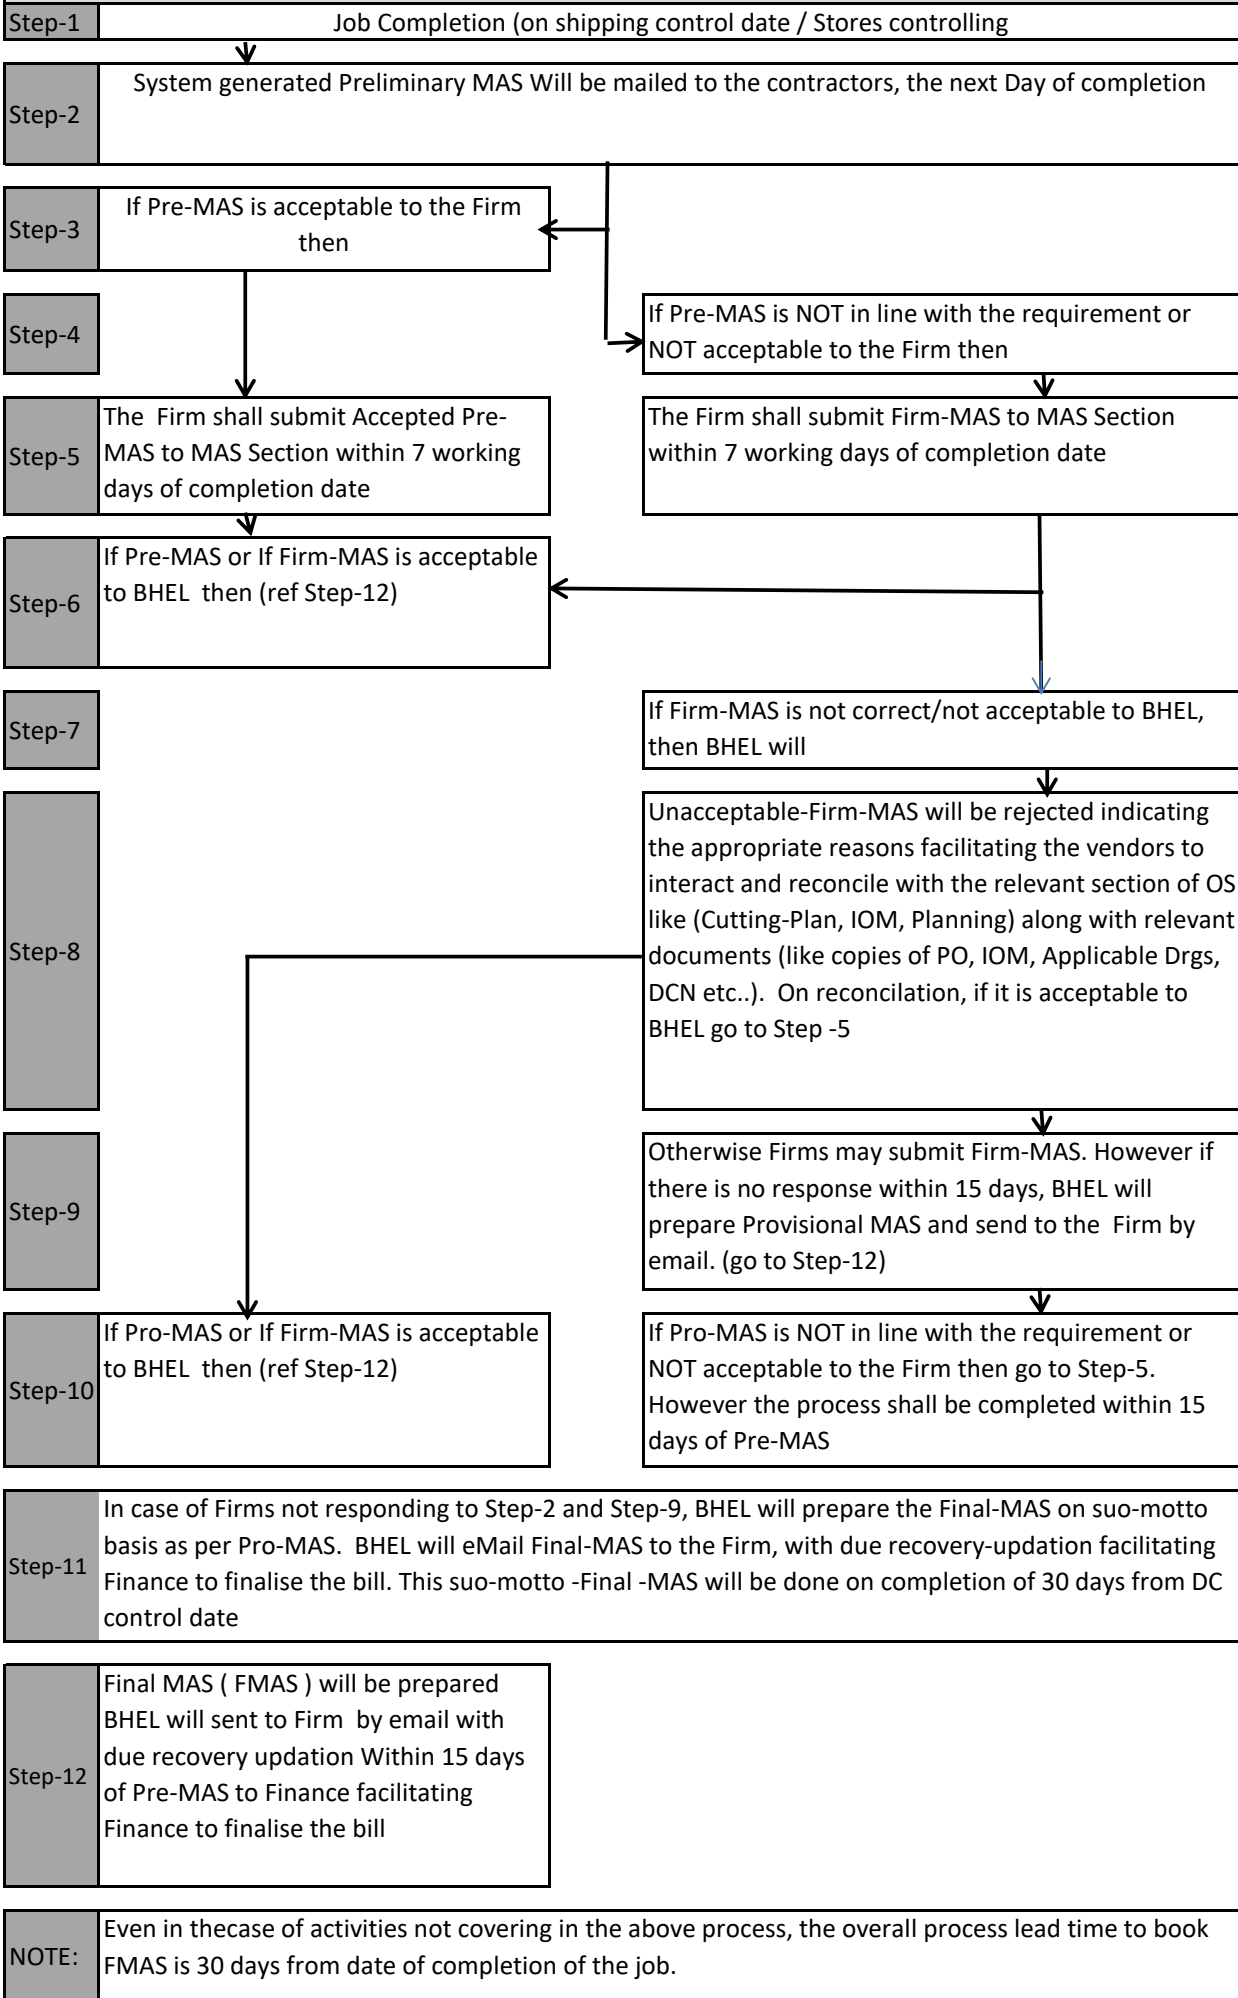 Step-1
Job Completion (on shipping control date / Stores controlling
Step-2
System generated Preliminary MAS Will be mailed to the contractors, the next Day of completion
Step-3
If Pre-MAS is acceptable to the Firm
then
Step-4
If Pre-MAS is NOT in line with the requirement or
NOT acceptable to the Firm then
Step-5
The  Firm shall submit Accepted Pre-
MAS to MAS Section within 7 working
days of completion date
The Firm shall submit Firm-MAS to MAS Section
within 7 working days of completion date
Step-6
If Pre-MAS or If Firm-MAS is acceptable
to BHEL  then (ref Step-12)
Step-7
If Firm-MAS is not correct/not acceptable to BHEL,
then BHEL will
Step-8
Unacceptable-Firm-MAS will be rejected indicating
the appropriate reasons facilitating the vendors to
interact and reconcile with the relevant section of OS
like (Cutting-Plan, IOM, Planning) along with relevant
documents (like copies of PO, IOM, Applicable Drgs,
DCN etc..).  On reconcilation, if it is acceptable to
BHEL go to Step -5
Step-9
Otherwise Firms may submit Firm-MAS. However if
there is no response within 15 days, BHEL will
prepare Provisional MAS and send to the  Firm by
email. (go to Step-12)
Step-10
If Pro-MAS or If Firm-MAS is acceptable
to BHEL  then (ref Step-12)
If Pro-MAS is NOT in line with the requirement or
NOT acceptable to the Firm then go to Step-5.
However the process shall be completed within 15
days of Pre-MAS
Step-11
In case of Firms not responding to Step-2 and Step-9, BHEL will prepare the Final-MAS on suo-motto
basis as per Pro-MAS.  BHEL will eMail Final-MAS to the Firm, with due recovery-updation facilitating
Finance to finalise the bill. This suo-motto -Final -MAS will be done on completion of 30 days from DC
control date
Step-12
Final MAS ( FMAS ) will be prepared
BHEL will sent to Firm  by email with
due recovery updation Within 15 days
of Pre-MAS to Finance facilitating
Finance to finalise the bill
NOTE:
Even in thecase of activities not covering in the above process, the overall process lead time to book
FMAS is 30 days from date of completion of the job.